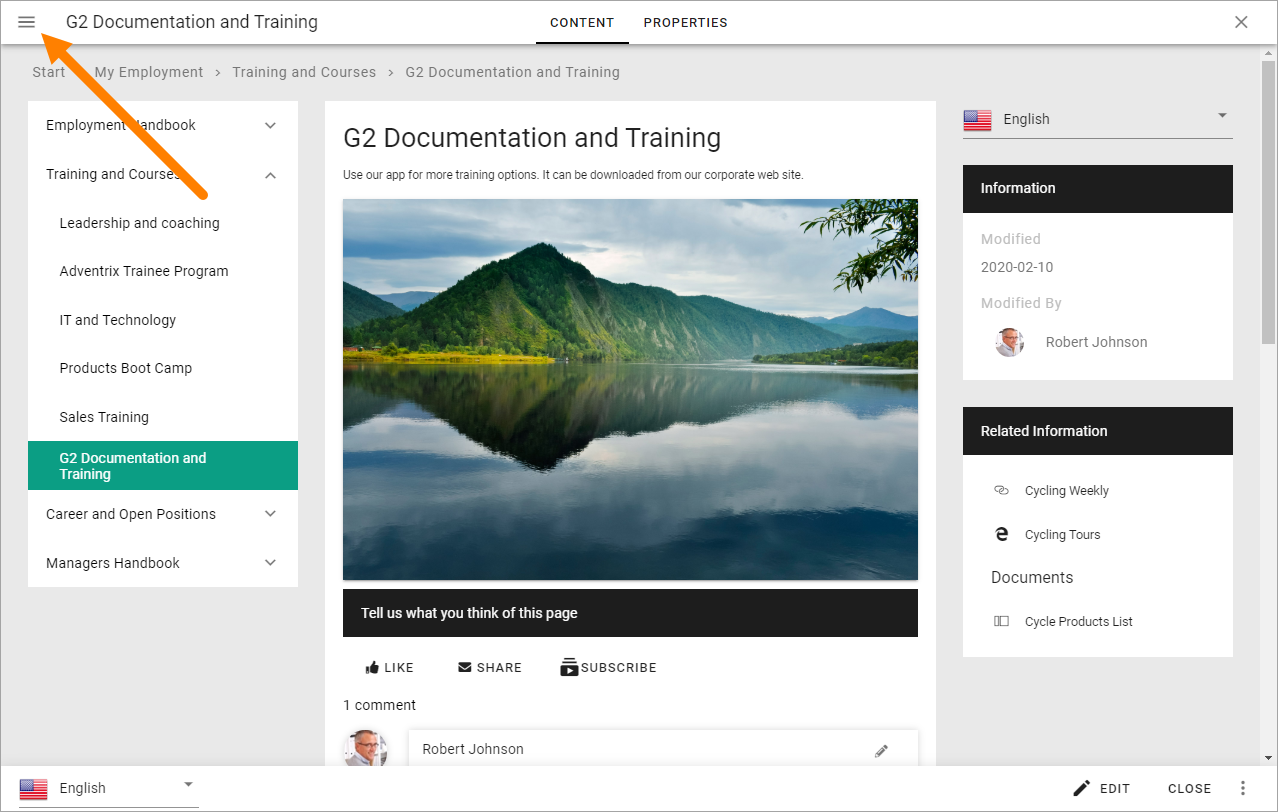 G2 Documentation and Training
CONTENT
PROPERTIES
Start
My Employment > Training and Courses > G2 Documentation and Training
Employment Handbook
Training and Courses
Leadership and coaching
Adventrix Trainee Program
IT and Technology
Products Boot Camp
Sales Training
G2 Documentation and
Training
Career and Open Positions
Managers Handbook
G2 Documentation and Training
Use our app for more training options. It can be downloaded from our corporate web site.
Tell us what you think of this page
LIKE
SHARE
SUBSCRIBE
1 comment
Robert Johnson
English
Information
Modified
2020-02-10
Modified By
Robert Johnson
Related Information
Cycling Weekly
Cycling Tours
Documents
Cycle Products List
English
EDIT
CLOSE